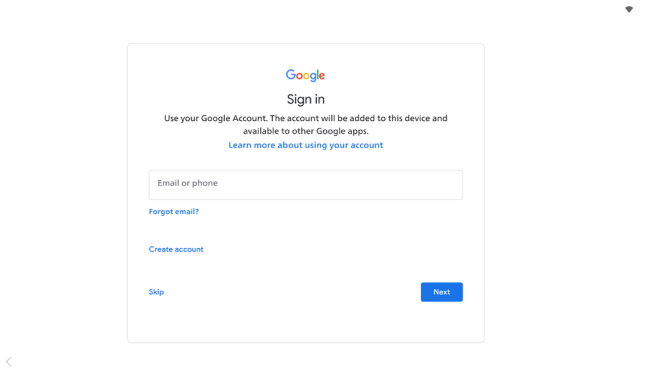 Google
Sign in
Use your Google Account. The account will be added to this device and
available to other Google apps.
Learn more about using your account
Email or phone
Forgot email?
Create account
Skip
Next